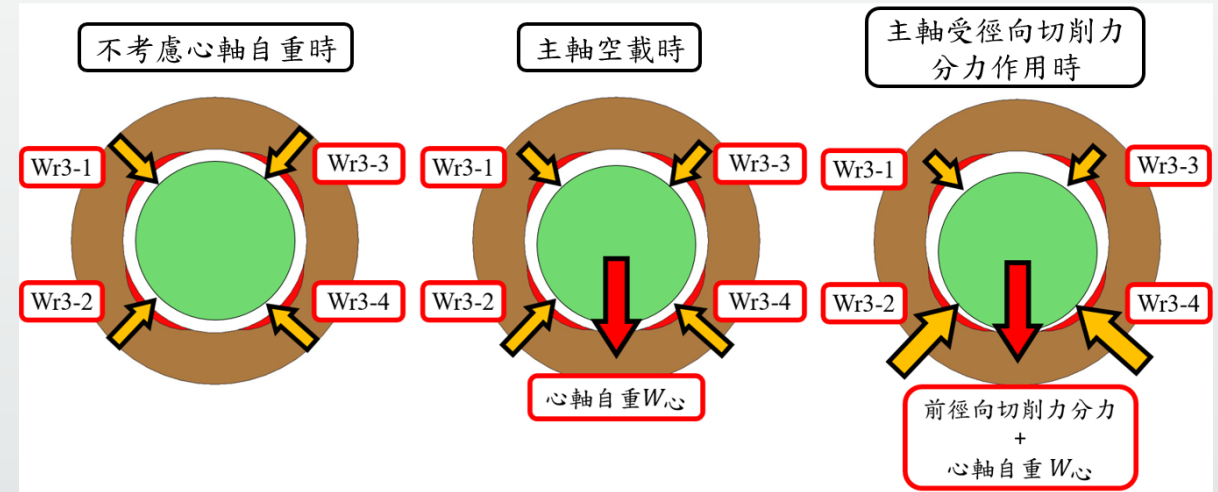 不考慮心軸自重時
Wr3-1
Wr3-3
Wr3-2
Wr3-4
主軸空載時
Wr3-1
Wr3-3
Wr3-2
Wr3-4
心軸自重W心
主軸受徑向切削力
分力作用時
Wr3-1
Wr3-3
Wr3-2
Wr3-4
前徑向切削力分力
+
心軸自重 W心